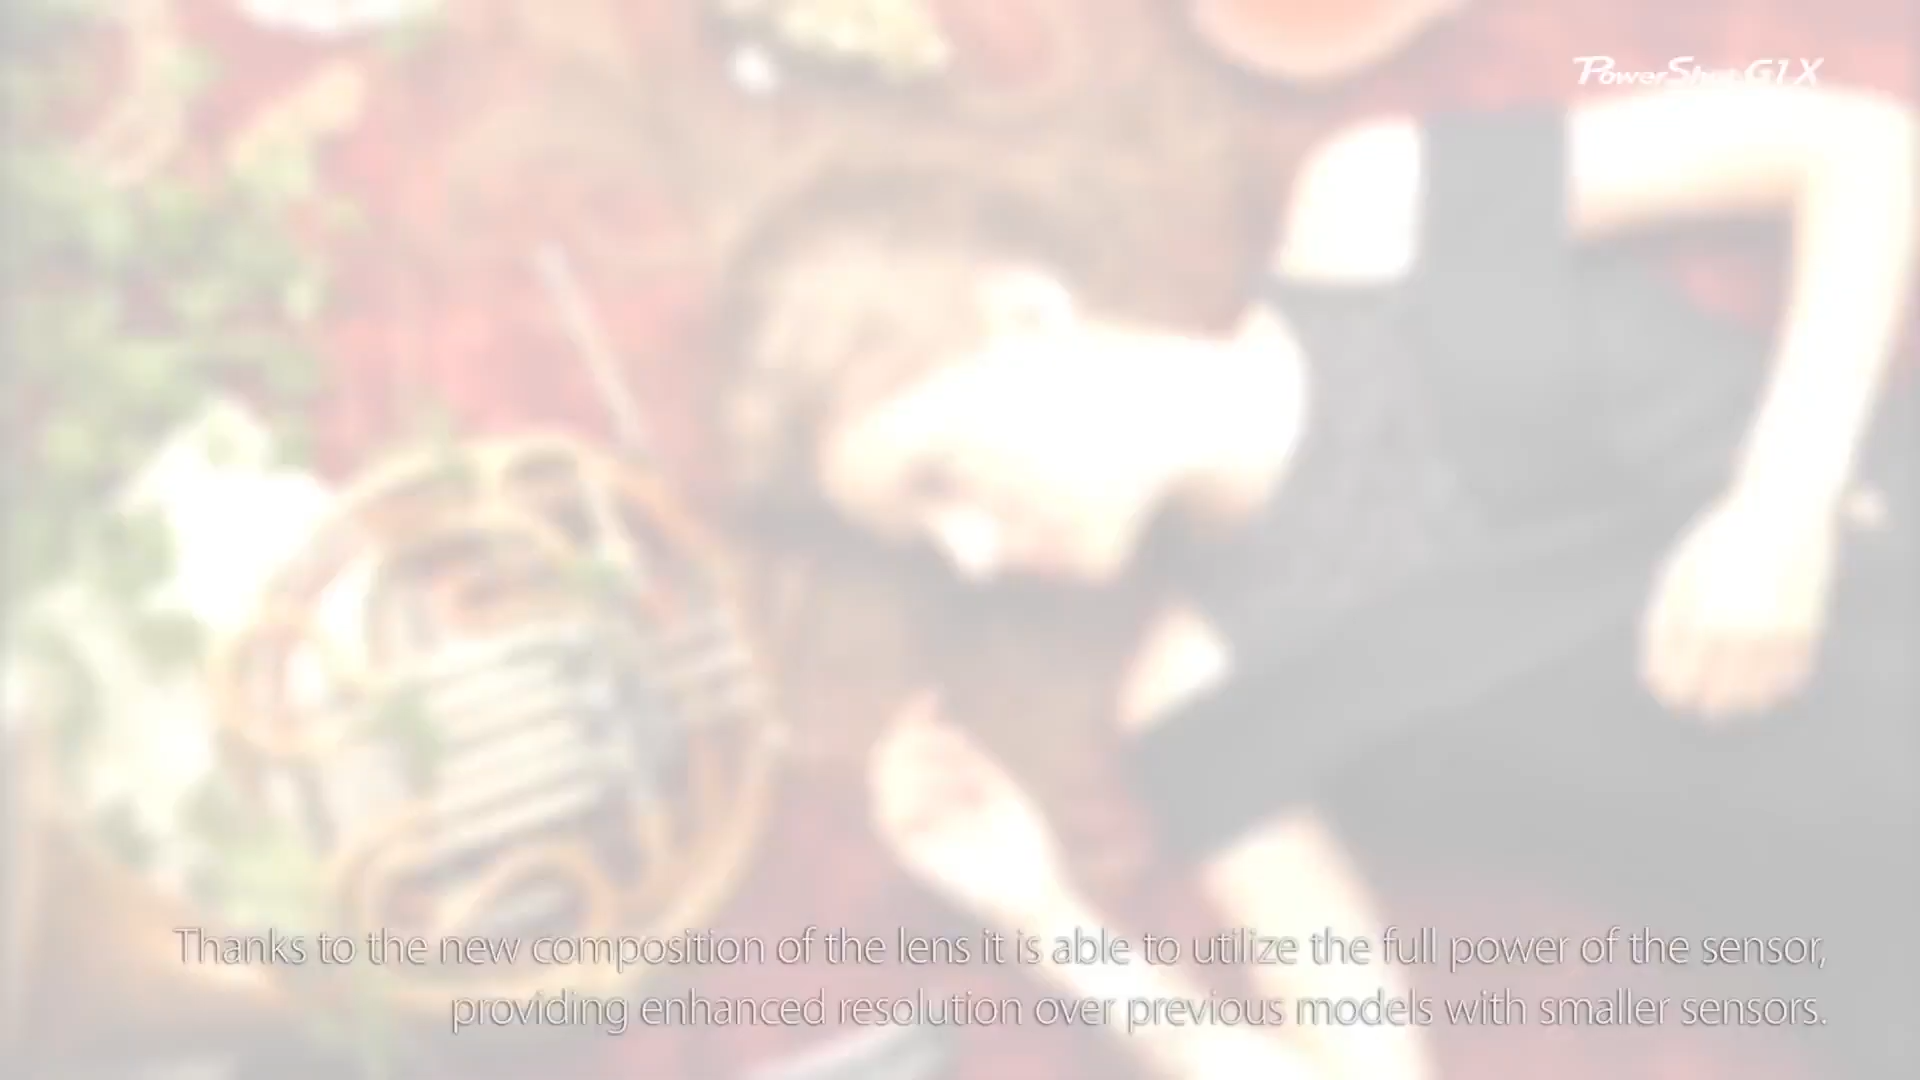 PowerShot G1X
Thanks to the new composition of the lens it is able to utilize the full power of the sensor,
providing enhanced resolution over previous models with smaller sensors.